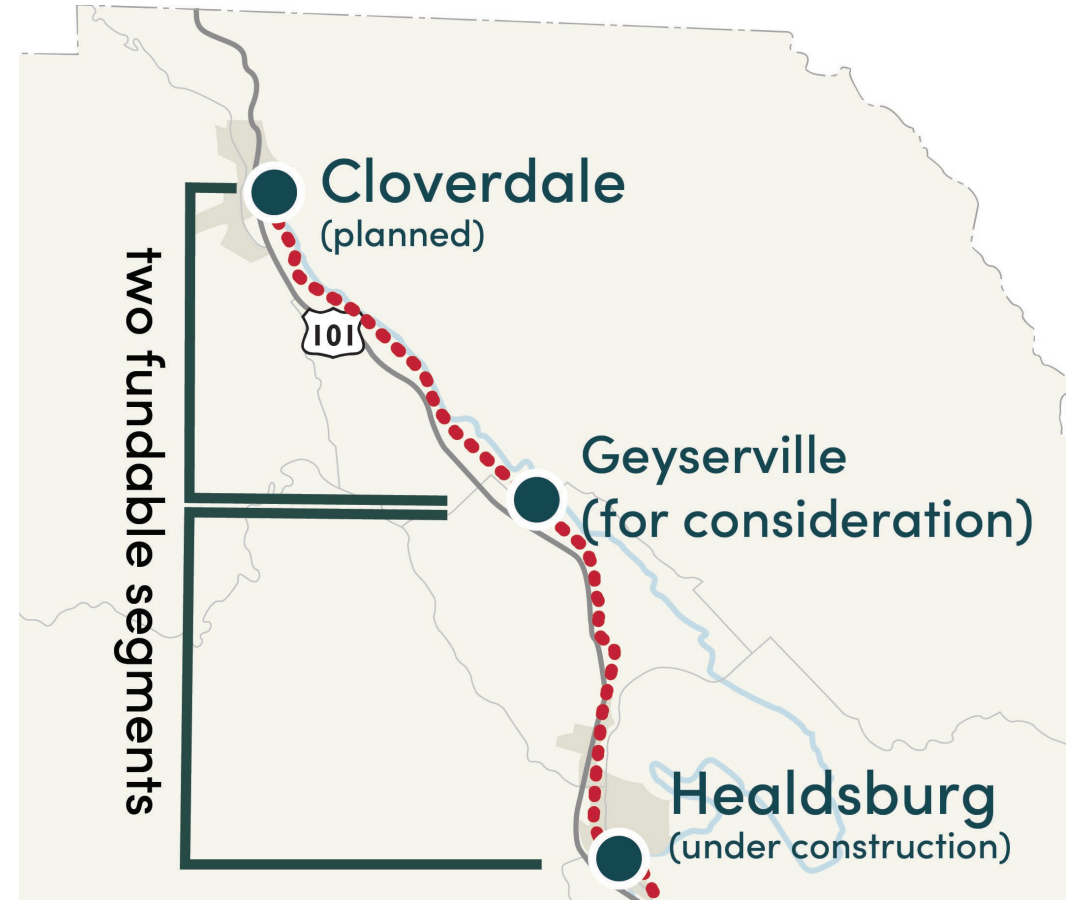 Cloverdale
(planned)
101
two fundable segments
Geyserville
(for consideration)
Healdsburg
(under construction)